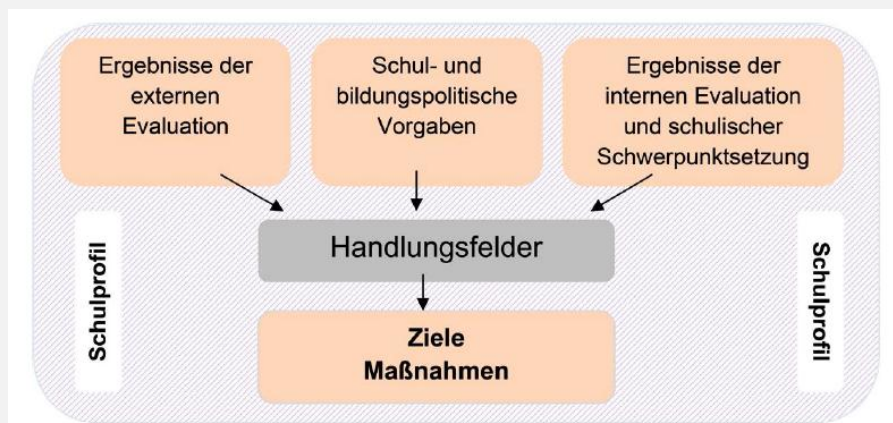 Ergebnisse der
externen
Evaluation
Schul- und
bildungspolitische
Vorgaben
Ergebnisse der
internen Evaluation
und schulischer
Schwerpunktsetzung
Schulprofil
Handlungsfelder
Schulprofil
Ziele
Maßnahmen